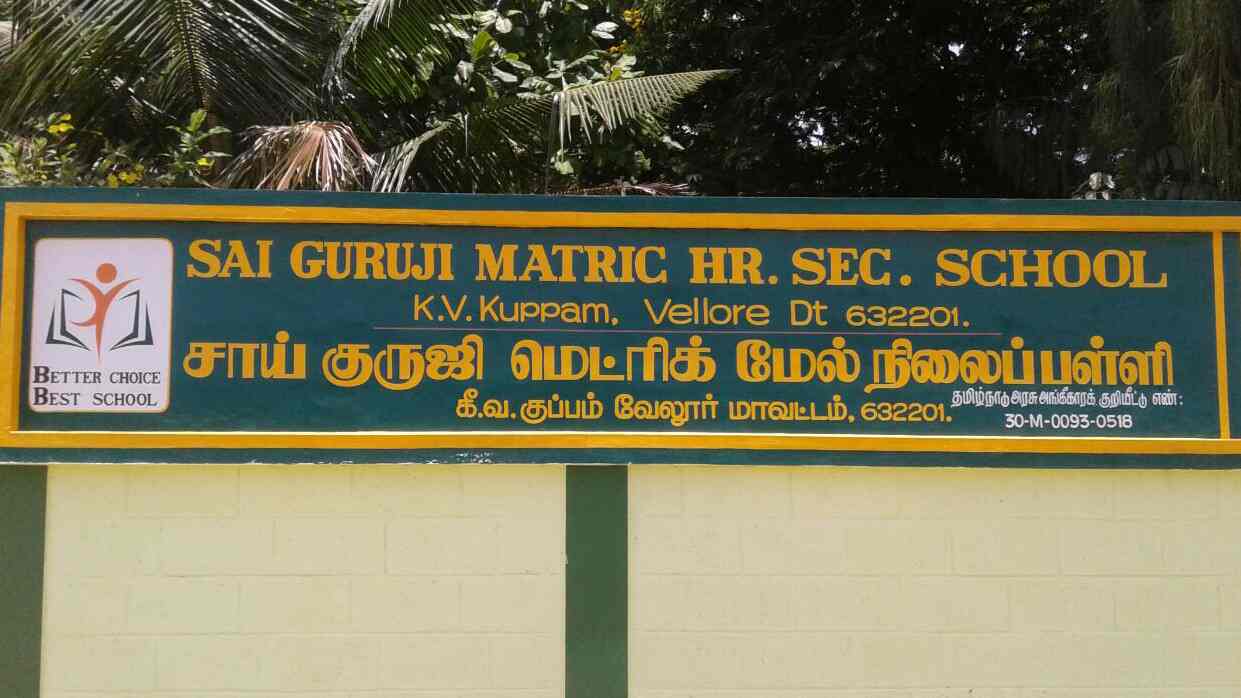 SAI GURUJI MATRIC HR. SEC. SCHOOL
K.V. Kuppam, Vellore Dt 632201.
சாய் குருஜி மெட்ரிக் மேல் நிலைப்பள்ளி
கீ.வ.குப்பம் வேலூர் மாவட்டம், 632201.
தமிழ்நாடு அரசு அங்கீகாரக் குறியீட்டு எண்:
30-M-0093-0518
BETTER CHOICE
BEST SCHOOL